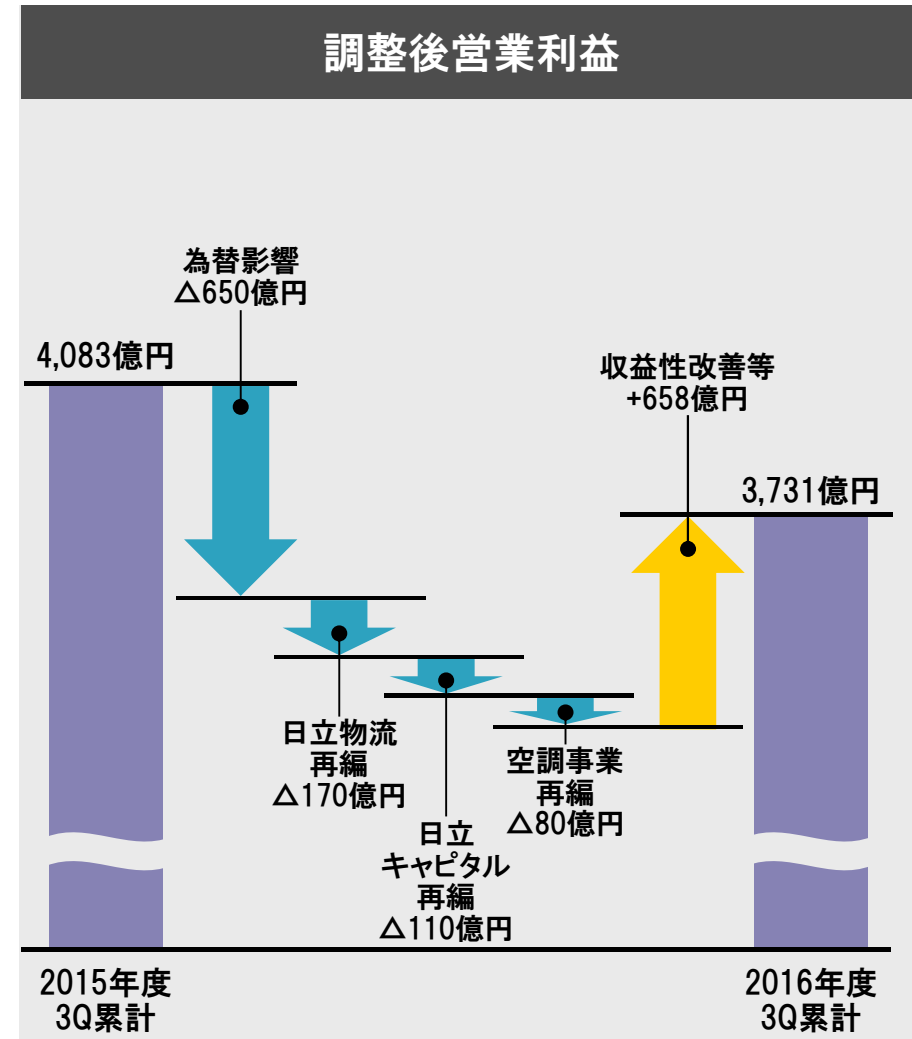 調整後営業利益
為替影響
△650億円
4,083億円
収益性改善等
+658億円
3,731億円
日立物流
再編
△170億円
日立
キャピタル
再編
△110億円
空調事業
再編
△80億円
2015年度
3Q累計
2016年度
3Q累計